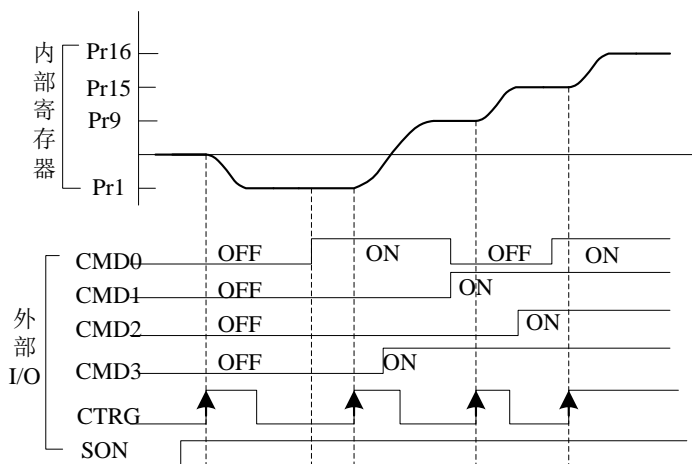 内部寄存器
Pr16
Pr15
Pr9
Pr1
外部I/O
CMD0 OFF ON OFF ON
CMD1 OFF ON
CMD2 OFF ON
CMD3 OFF ON
CTRG
SON